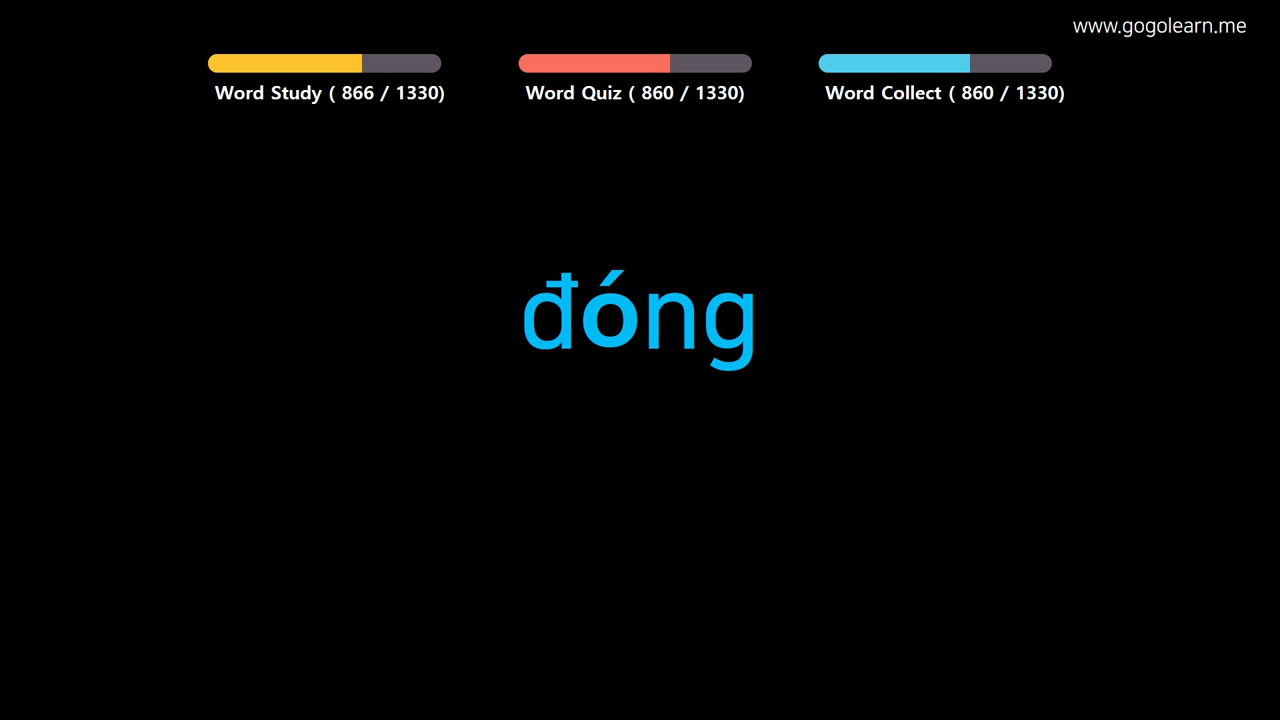 www.gogolearn.me
Word Study ( 866 / 1330)
Word Quiz ( 860 / 1330)
Word Collect ( 860 / 1330)
đóng